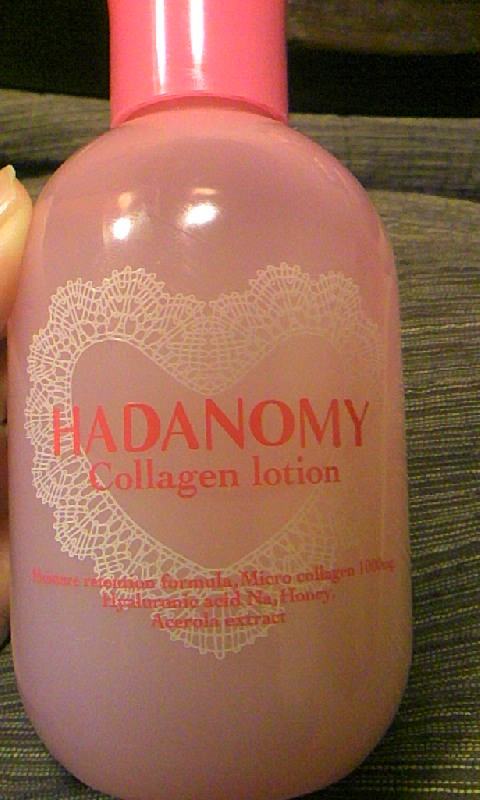 HADANOMY
Collagen lotion
Moisture retention formula, Micro collagen 1000mg,
Hyaluronic acid Na, Honey,
Acerola extract